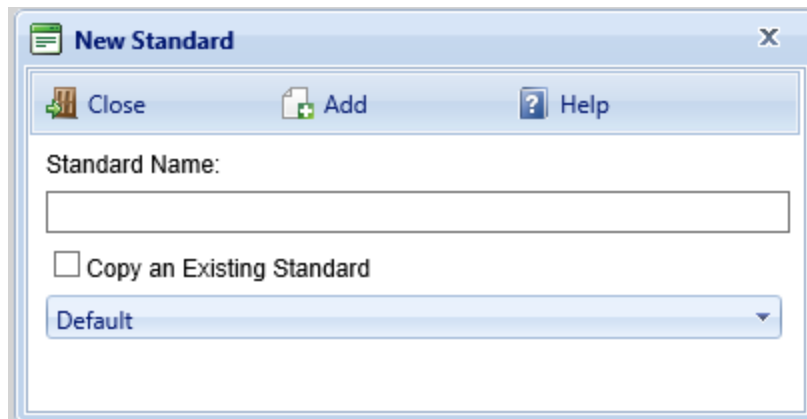 New Standard
Close Add Help
Standard Name:
Copy an Existing Standard
Default